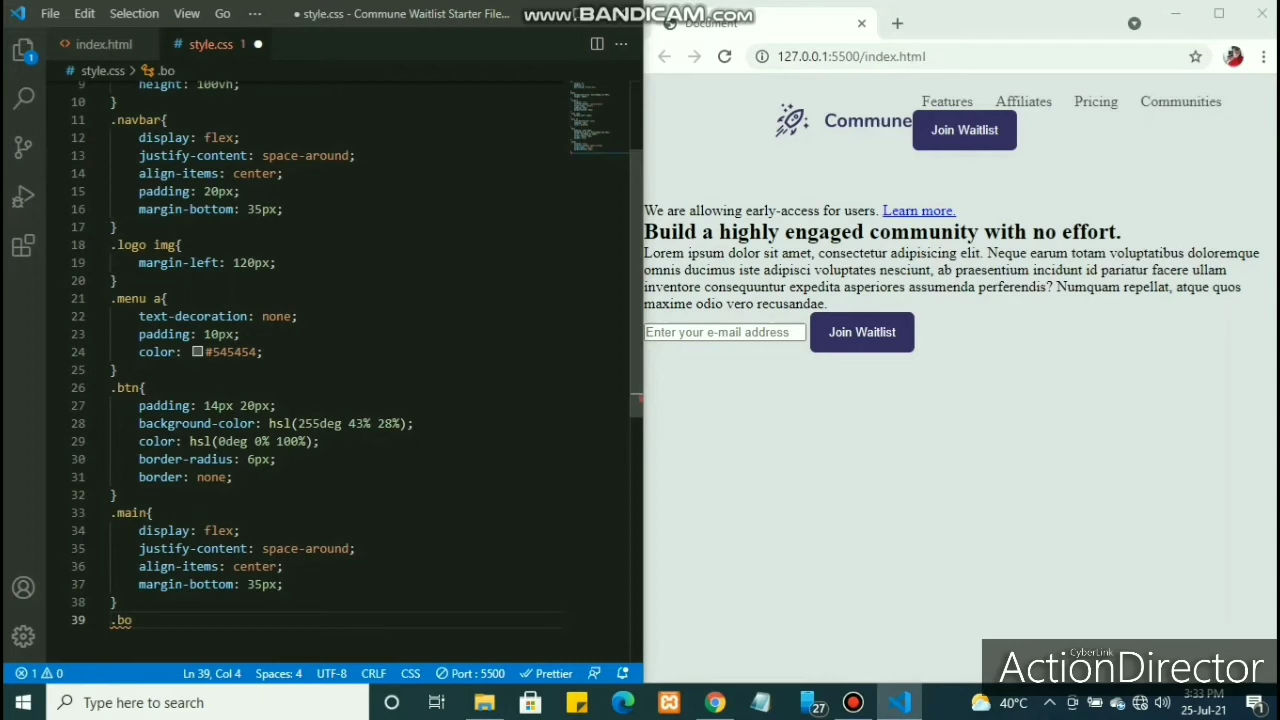 File Edit Selection View Go ··· ● style.css - Commune Waitlist Starter File...
www.BANDICAM.com
index.html
# style.css 1 ●
# style.css > .bo
Document
127.0.0.1:5500/index.html
9 height: 100vh;
10 }
11 .navbar{
12 display: flex;
13 justify-content: space-around;
14 align-items: center;
15 padding: 20px;
16 margin-bottom: 35px;
17 }
18 .logo img{
19 margin-left: 120px;
20 }
21 .menu a{
22 text-decoration: none;
23 padding: 10px;
24 color: #545454;
25 }
26 .btn{
27 padding: 14px 20px;
28 background-color: hsl(255deg 43% 28%);
29 color: hsl(0deg 0% 100%);
30 border-radius: 6px;
31 border: none;
32 }
33 .main{
34 display: flex;
35 justify-content: space-around;
36 align-items: center;
37 margin-bottom: 35px;
38 }
39 .bo
Features Affiliates Pricing Communities
Commune
Join Waitlist
We are allowing early-access for users. Learn more.
Build a highly engaged community with no effort.
Lorem ipsum dolor sit amet, consectetur adipisicing elit. Neque earum totam voluptatibus doloremque
omnis ducimus iste adipisci voluptates nesciunt, ab praesentium incidunt id pariatur facere ullam
inventore consequuntur expedita asperiores assumenda perferendis? Numquam repellat, atque quos
maxime odio vero recusandae.
Enter your e-mail address Join Waitlist
CyberLink
ActionDirector
1 0 Ln 39, Col 4 Spaces: 4 UTF-8 CRLF CSS Port : 5500 Prettier
Type here to search
27
40°C
3:33 PM
25-Jul-21
1